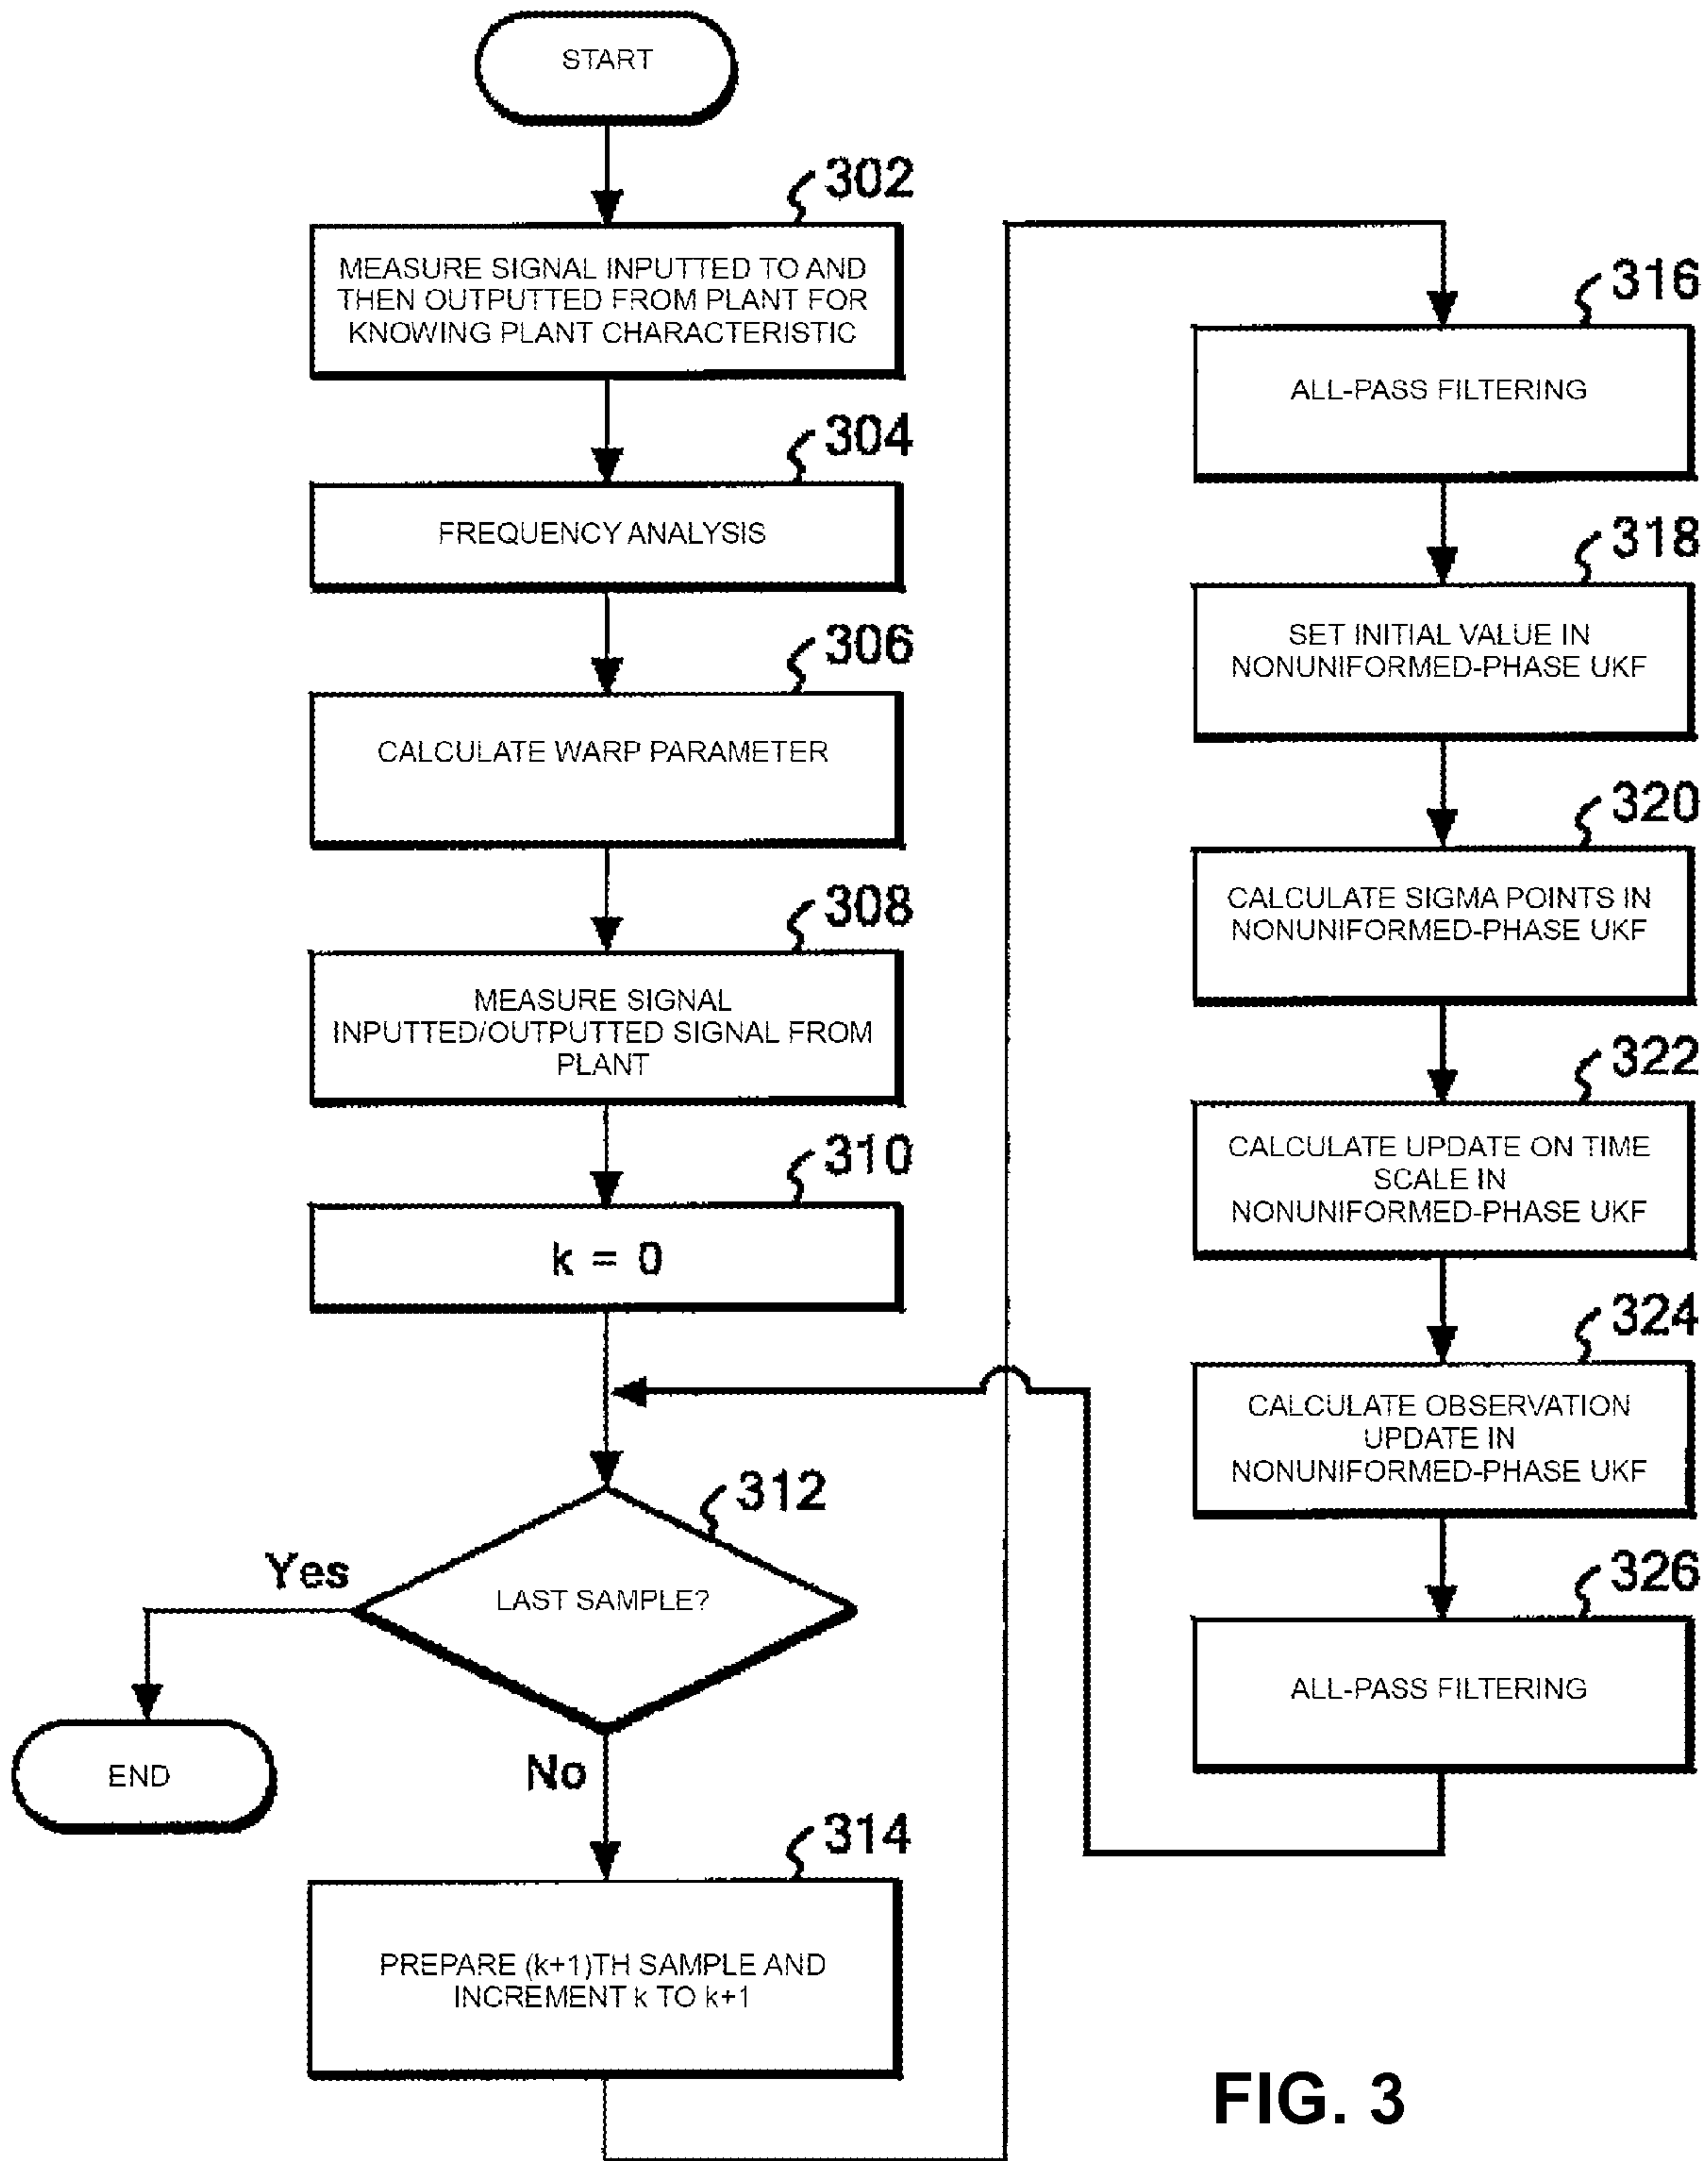 START
302
MEASURE SIGNAL INPUTTED TO AND
THEN OUTPUTTED FROM PLANT FOR
KNOWING PLANT CHARACTERISTIC
304
FREQUENCY ANALYSIS
306
CALCULATE WARP PARAMETER
308
MEASURE SIGNAL
INPUTTED/OUTPUTTED SIGNAL FROM
PLANT
310
k = 0
312
LAST SAMPLE?
Yes
END
No
314
PREPARE (k+1)TH SAMPLE AND
INCREMENT k TO k+1
316
ALL-PASS FILTERING
318
SET INITIAL VALUE IN
NONUNIFORMED-PHASE UKF
320
CALCULATE SIGMA POINTS IN
NONUNIFORMED-PHASE UKF
322
CALCULATE UPDATE ON TIME
SCALE IN
NONUNIFORMED-PHASE UKF
324
CALCULATE OBSERVATION
UPDATE IN
NONUNIFORMED-PHASE UKF
326
ALL-PASS FILTERING
FIG. 3